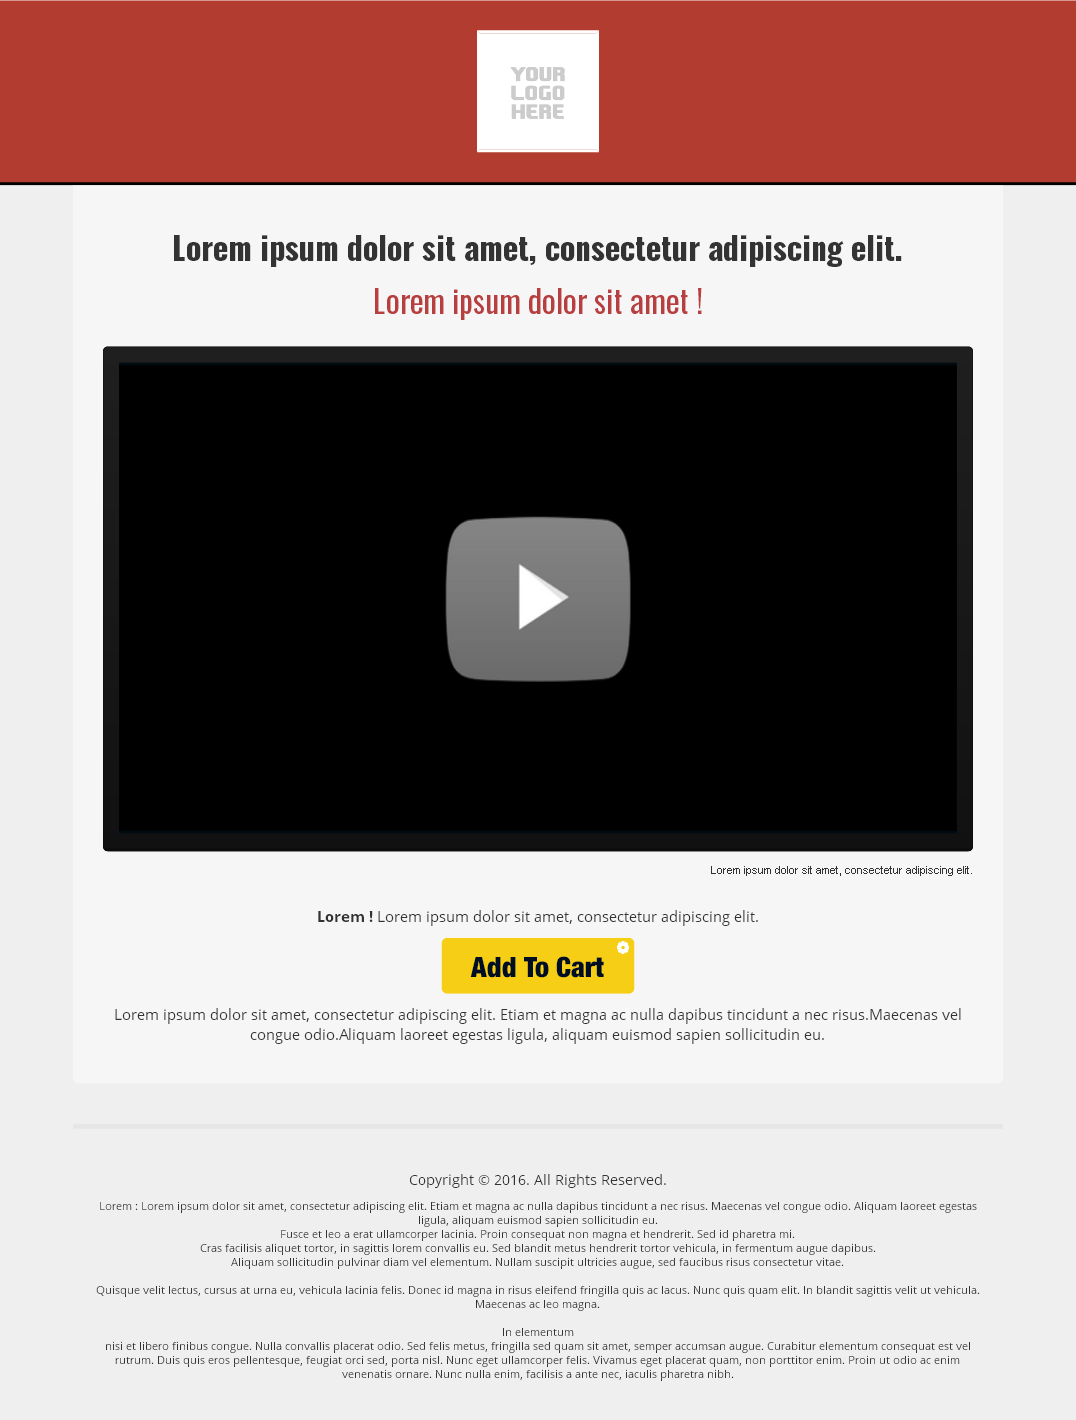 YOUR
LOGO
HERE
Lorem ipsum dolor sit amet, consectetur adipiscing elit.
Lorem ipsum dolor sit amet !
Lorem ipsum dolor sit amet, consectetur adipiscing elit.
Lorem ! Lorem ipsum dolor sit amet, consectetur adipiscing elit.
Add To Cart
Lorem ipsum dolor sit amet, consectetur adipiscing elit. Etiam et magna ac nulla dapibus tincidunt a nec risus.Maecenas vel
congue odio.Aliquam laoreet egestas ligula, aliquam euismod sapien sollicitudin eu.
Copyright © 2016. All Rights Reserved.
Lorem : Lorem ipsum dolor sit amet, consectetur adipiscing elit. Etiam et magna ac nulla dapibus tincidunt a nec risus. Maecenas vel congue odio. Aliquam laoreet egestas
ligula, aliquam euismod sapien sollicitudin eu.
Fusce et leo a erat ullamcorper lacinia. Proin consequat non magna et hendrerit. Sed id pharetra mi.
Cras facilisis aliquet tortor, in sagittis lorem convallis eu. Sed blandit metus hendrerit tortor vehicula, in fermentum augue dapibus.
Aliquam sollicitudin pulvinar diam vel elementum. Nullam suscipit ultricies augue, sed faucibus risus consectetur vitae.
Quisque velit lectus, cursus at urna eu, vehicula lacinia felis. Donec id magna in risus eleifend fringilla quis ac lacus. Nunc quis quam elit. In blandit sagittis velit ut vehicula.
Maecenas ac leo magna.
In elementum
nisi et libero finibus congue. Nulla convallis placerat odio. Sed felis metus, fringilla sed quam sit amet, semper accumsan augue. Curabitur elementum consequat est vel
rutrum. Duis quis eros pellentesque, feugiat orci sed, porta nisl. Nunc eget ullamcorper felis. Vivamus eget placerat quam, non porttitor enim. Proin ut odio ac enim
venenatis ornare. Nunc nulla enim, facilisis a ante nec, iaculis pharetra nibh.